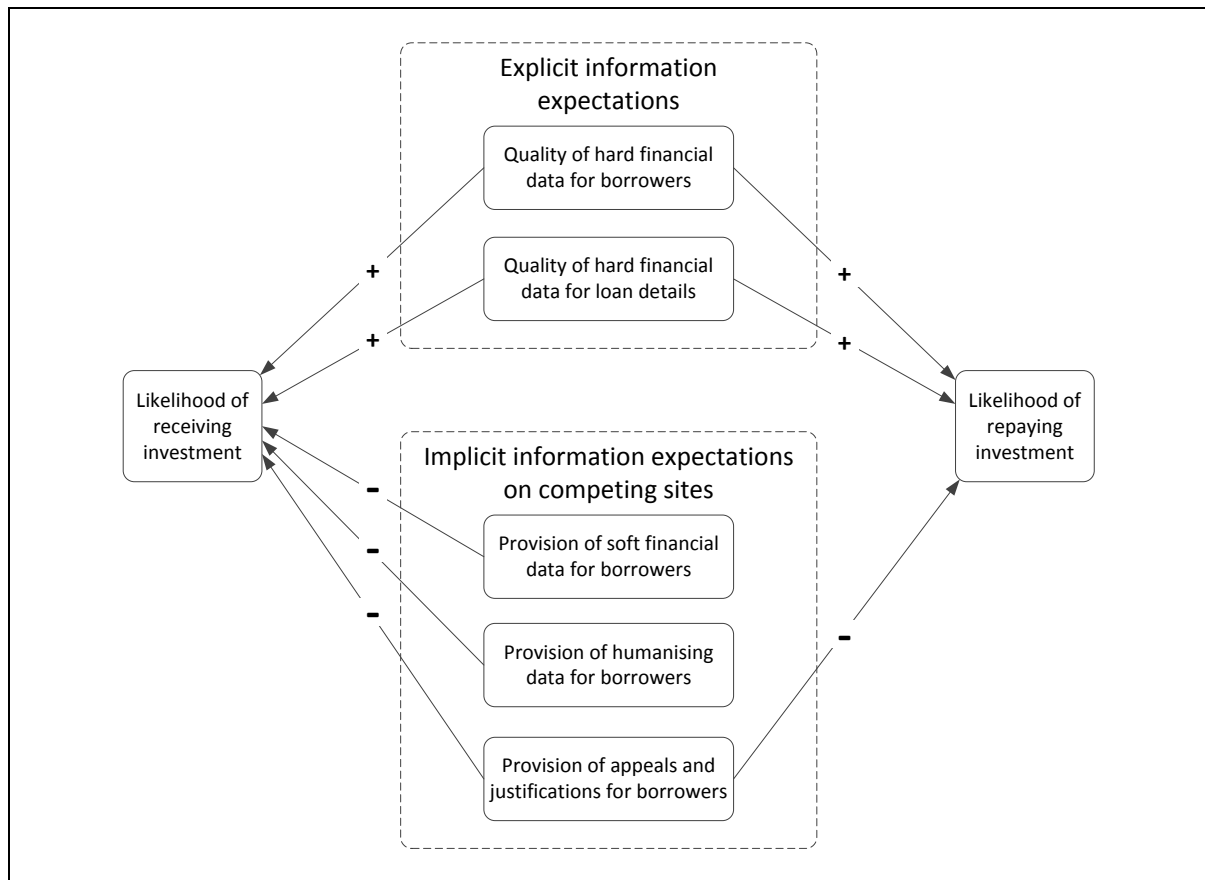 Explicit information
expectations
Quality of hard financial
data for borrowers
+
+
Quality of hard financial
data for loan details
+
+
Likelihood of
receiving
investment
Likelihood of
repaying
investment
Implicit information expectations
on competing sites
-
Provision of soft financial
data for borrowers
-
-
Provision of humanising
data for borrowers
-
Provision of appeals and
justifications for borrowers